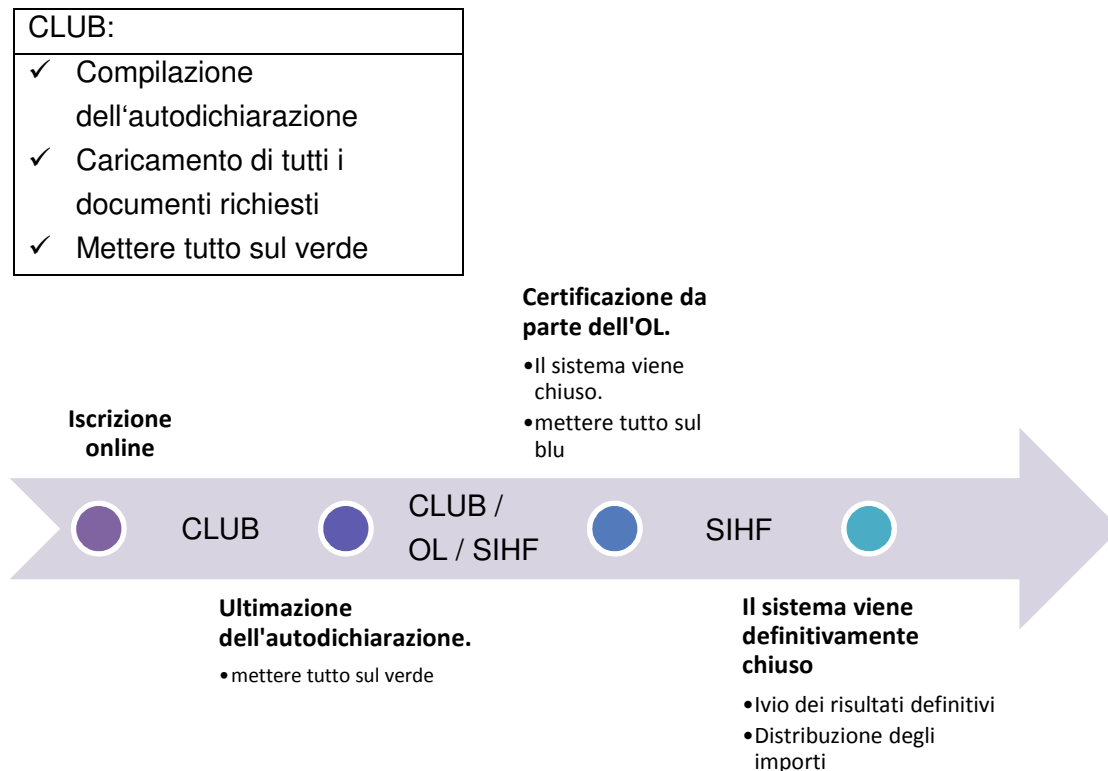 CLUB:
✓ Compilazione
dell‘autodichiarazione
✓ Caricamento di tutti i
documenti richiesti
✓ Mettere tutto sul verde
Certificazione da
parte dell'OL.
•Il sistema viene
chiuso.
•mettere tutto sul
blu
Iscrizione
online
CLUB
CLUB /
OL / SIHF
SIHF
Ultimazione
dell'autodichiarazione.
•mettere tutto sul verde
Il sistema viene
definitivamente
chiuso
•Ivio dei risultati definitivi
•Distribuzione degli
importi